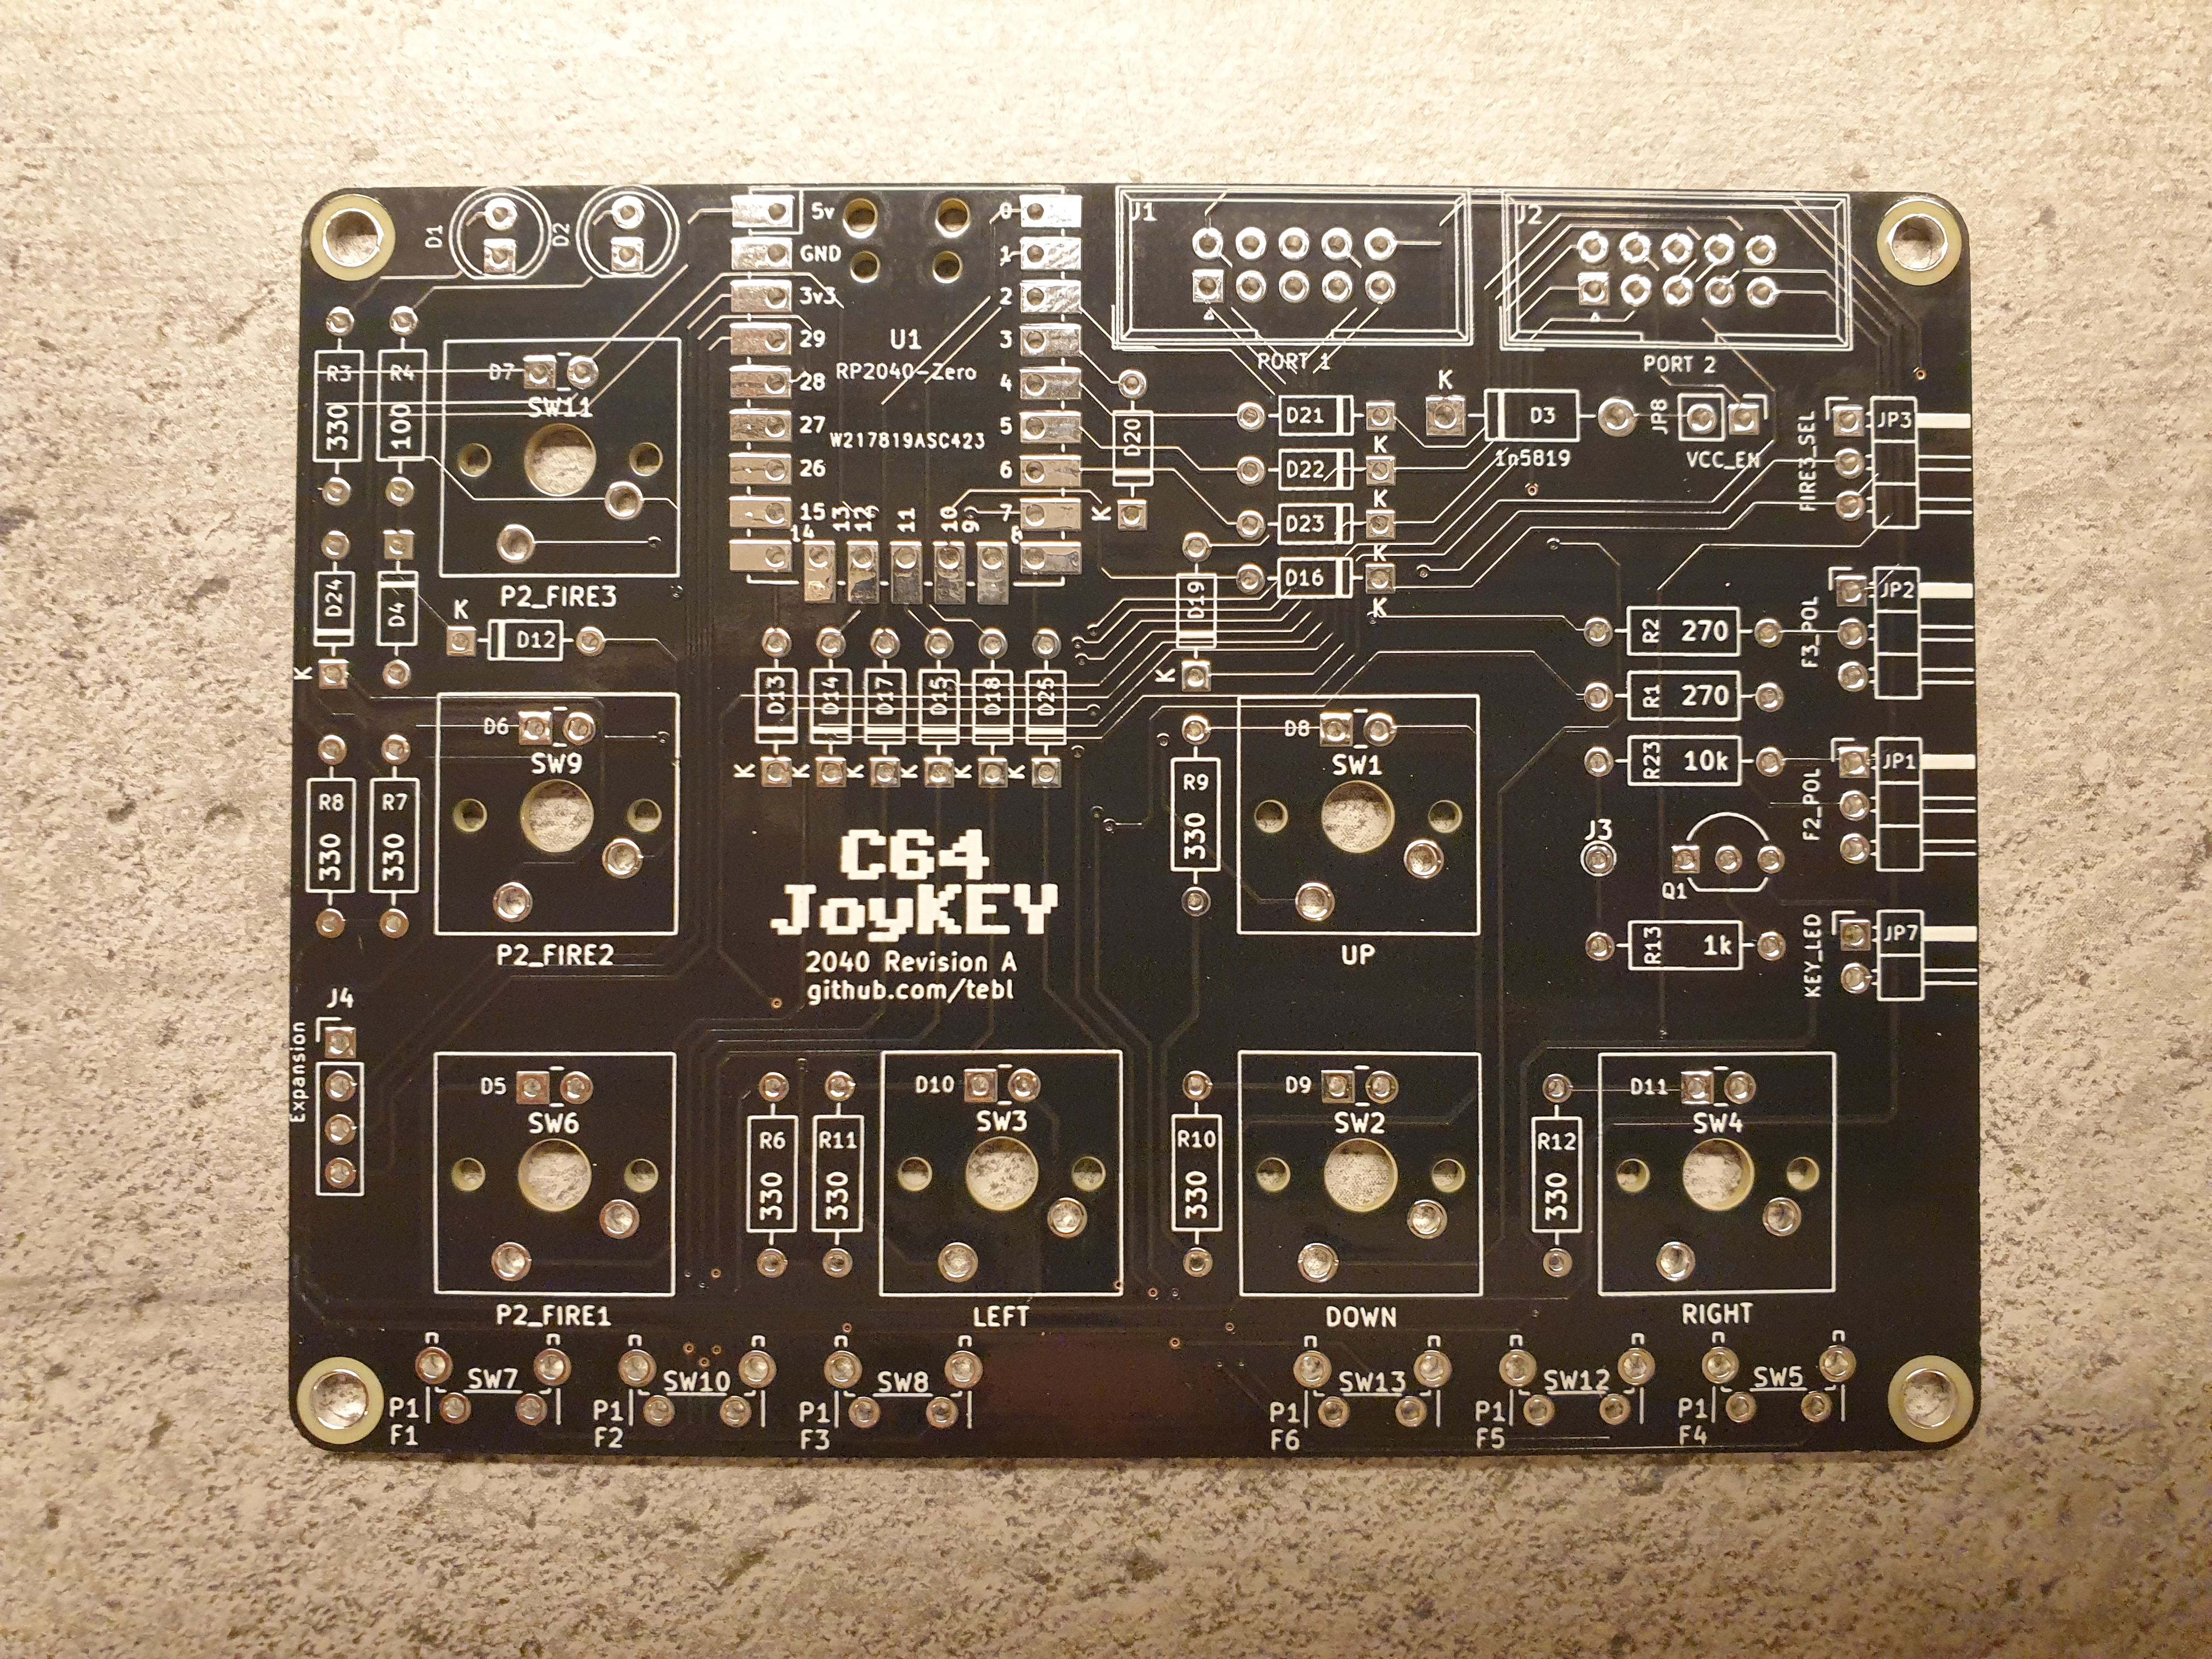 D1
D2
5v
0
J1
J2
GND
1
3v3
2
29
U1
3
PORT 1
PORT 2
R3
R4
D7
28
RP2040-Zero
4
K
330
100
SW11
27
W217819ASC423
5
D20
D21
K
D3
JP8
JP3
26
6
D22
K
1n5819
VCC_EN
FIRE3_SEL
15
14
13
12
11
10
9
7
8
K
D23
K
D24
D4
P2_FIRE3
D19
D16
K
JP2
K
K
D12
K
R2 270
F3_POL
D13
D14
D17
D15
D18
D25
R1 270
D6
D8
SW9
K
K
K
K
K
K
SW1
R23 10k
JP1
R8
R7
R9
F2_POL
330
330
330
J3
C64
JoyKEY
Q1
2040 Revision A
github.com/tebl
P2_FIRE2
UP
R13 1k
KEY_LED
JP7
J4
Expansion
D5
D10
D9
D11
SW6
SW3
SW2
SW4
R6
R11
R10
R12
330
330
330
330
P2_FIRE1
LEFT
DOWN
RIGHT
SW7
SW10
SW8
SW13
SW12
SW5
P1
P1
P1
P1
P1
P1
F1
F2
F3
F6
F5
F4